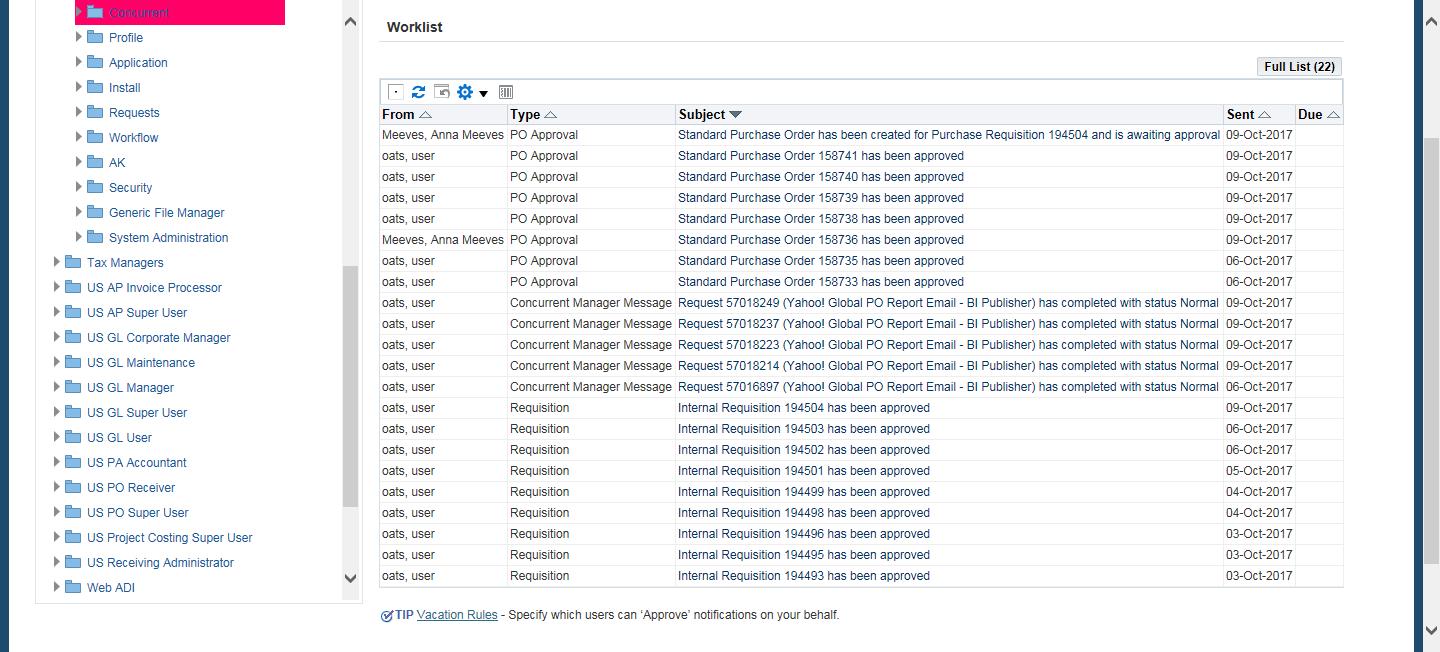 Concurrent
Profile
Application
Install
Requests
Workflow
AK
Security
Generic File Manager
System Administration
Tax Managers
US AP Invoice Processor
US AP Super User
US GL Corporate Manager
US GL Maintenance
US GL Manager
US GL Super User
US GL User
US PA Accountant
US PO Receiver
US PO Super User
US Project Costing Super User
US Receiving Administrator
Web ADI
Worklist
Full List (22)
From Type Subject Sent Due
Meeves, Anna Meeves PO Approval Standard Purchase Order has been created for Purchase Requisition 194504 and is awaiting approval 09-Oct-2017
oats, user PO Approval Standard Purchase Order 158741 has been approved 09-Oct-2017
oats, user PO Approval Standard Purchase Order 158740 has been approved 09-Oct-2017
oats, user PO Approval Standard Purchase Order 158739 has been approved 09-Oct-2017
oats, user PO Approval Standard Purchase Order 158738 has been approved 09-Oct-2017
Meeves, Anna Meeves PO Approval Standard Purchase Order 158736 has been approved 09-Oct-2017
oats, user PO Approval Standard Purchase Order 158735 has been approved 06-Oct-2017
oats, user PO Approval Standard Purchase Order 158733 has been approved 06-Oct-2017
oats, user Concurrent Manager Message Request 57018249 (Yahoo! Global PO Report Email - BI Publisher) has completed with status Normal 09-Oct-2017
oats, user Concurrent Manager Message Request 57018237 (Yahoo! Global PO Report Email - BI Publisher) has completed with status Normal 09-Oct-2017
oats, user Concurrent Manager Message Request 57018223 (Yahoo! Global PO Report Email - BI Publisher) has completed with status Normal 09-Oct-2017
oats, user Concurrent Manager Message Request 57018214 (Yahoo! Global PO Report Email - BI Publisher) has completed with status Normal 09-Oct-2017
oats, user Concurrent Manager Message Request 57016897 (Yahoo! Global PO Report Email - BI Publisher) has completed with status Normal 06-Oct-2017
oats, user Requisition Internal Requisition 194504 has been approved 09-Oct-2017
oats, user Requisition Internal Requisition 194503 has been approved 06-Oct-2017
oats, user Requisition Internal Requisition 194502 has been approved 06-Oct-2017
oats, user Requisition Internal Requisition 194501 has been approved 05-Oct-2017
oats, user Requisition Internal Requisition 194499 has been approved 04-Oct-2017
oats, user Requisition Internal Requisition 194498 has been approved 04-Oct-2017
oats, user Requisition Internal Requisition 194496 has been approved 03-Oct-2017
oats, user Requisition Internal Requisition 194495 has been approved 03-Oct-2017
oats, user Requisition Internal Requisition 194493 has been approved 03-Oct-2017
TIP Vacation Rules - Specify which users can ‘Approve’ notifications on your behalf.